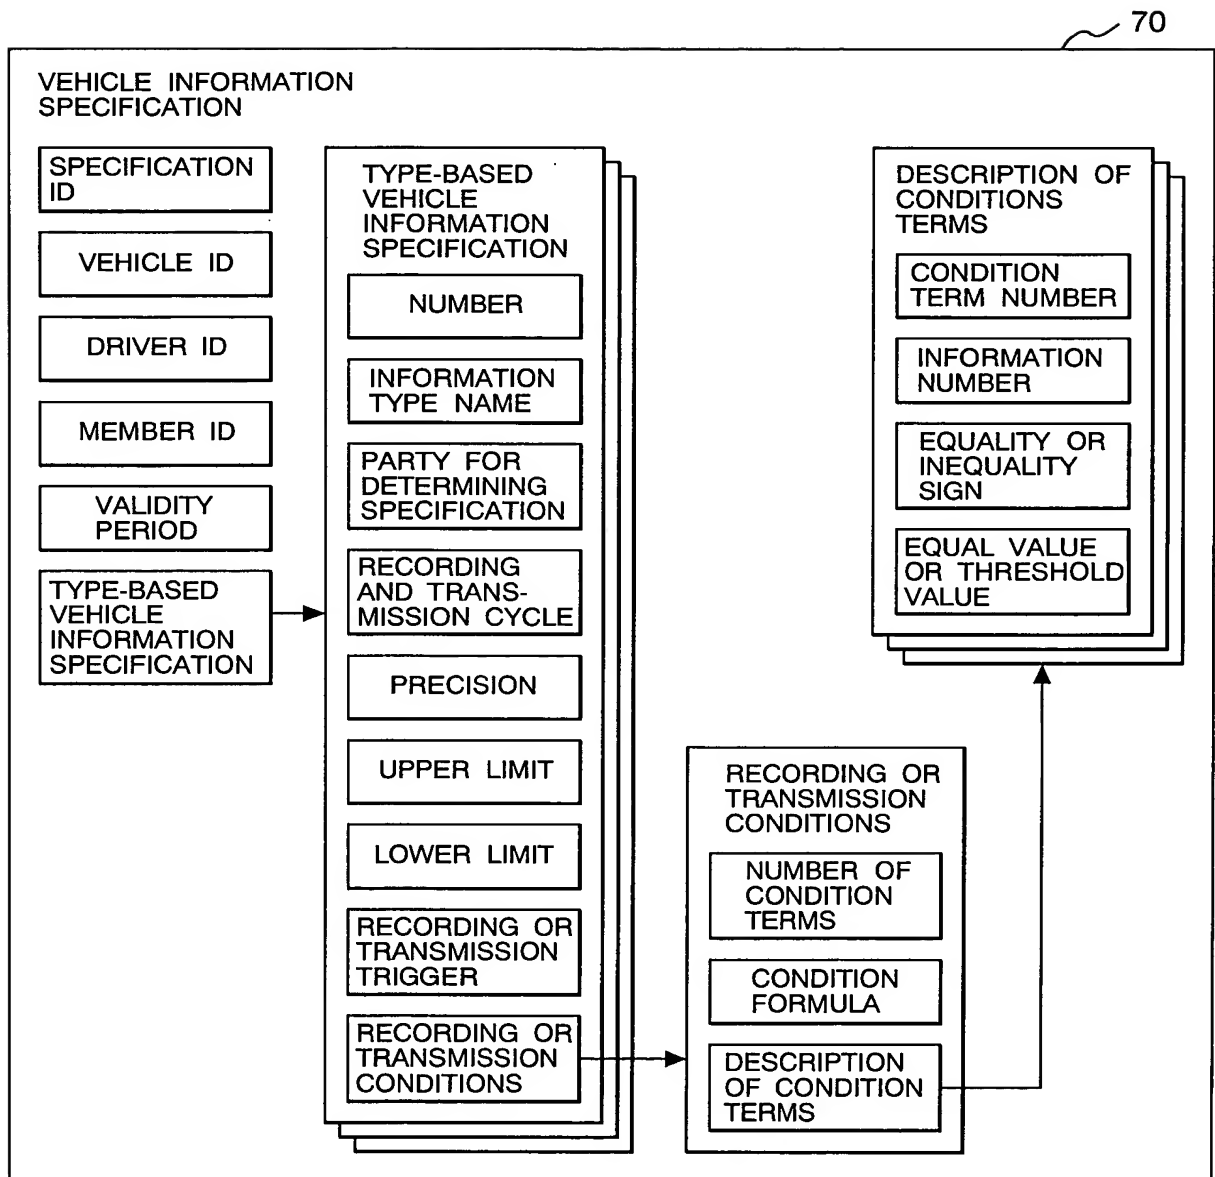 70
VEHICLE INFORMATION
SPECIFICATION
SPECIFICATION
ID
VEHICLE ID
DRIVER ID
MEMBER ID
VALIDITY
PERIOD
TYPE-BASED
VEHICLE
INFORMATION
SPECIFICATION
TYPE-BASED
VEHICLE
INFORMATION
SPECIFICATION
NUMBER
INFORMATION
TYPE NAME
PARTY FOR
DETERMINING
SPECIFICATION
RECORDING
AND TRANS-
MISSION CYCLE
PRECISION
UPPER LIMIT
LOWER LIMIT
RECORDING OR
TRANSMISSION
TRIGGER
RECORDING OR
TRANSMISSION
CONDITIONS
RECORDING OR
TRANSMISSION
CONDITIONS
NUMBER OF
CONDITION
TERMS
CONDITION
FORMULA
DESCRIPTION
OF CONDITION
TERMS
DESCRIPTION OF
CONDITIONS
TERMS
CONDITION
TERM NUMBER
INFORMATION
NUMBER
EQUALITY OR
INEQUALITY
SIGN
EQUAL VALUE
OR THRESHOLD
VALUE